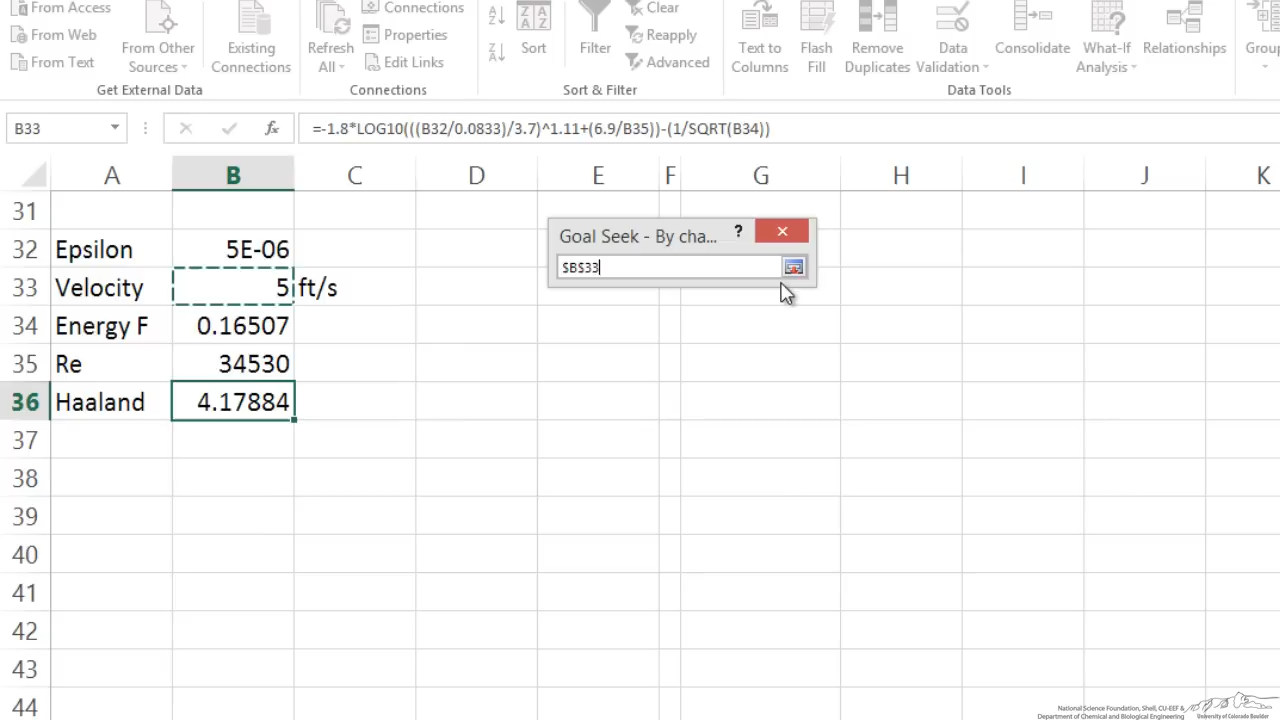 From Access
From Web
From Text
From Other
Sources
Existing
Connections
Get External Data
Refresh
All
Connections
Properties
Edit Links
Connections
Sort
Filter
Clear
Reapply
Advanced
Sort & Filter
Text to
Columns
Flash
Fill
Remove
Duplicates
Data
Validation
Consolidate
What-If
Analysis
Relationships
Group
Data Tools
B33
fx
=-1.8*LOG10(((B32/0.0833)/3.7)^1.11+(6.9/B35))-(1/SQRT(B34))
A B C D E F G H I J K
31
32 Epsilon 5E-06
33 Velocity 5 ft/s
34 Energy F 0.16507
35 Re 34530
36 Haaland 4.17884
37
38
39
40
41
42
43
44
Goal Seek - By cha... ?
$B$33
National Science Foundation, Shell, CU-EEF &
Department of Chemical and Biological Engineering
University of Colorado Boulder